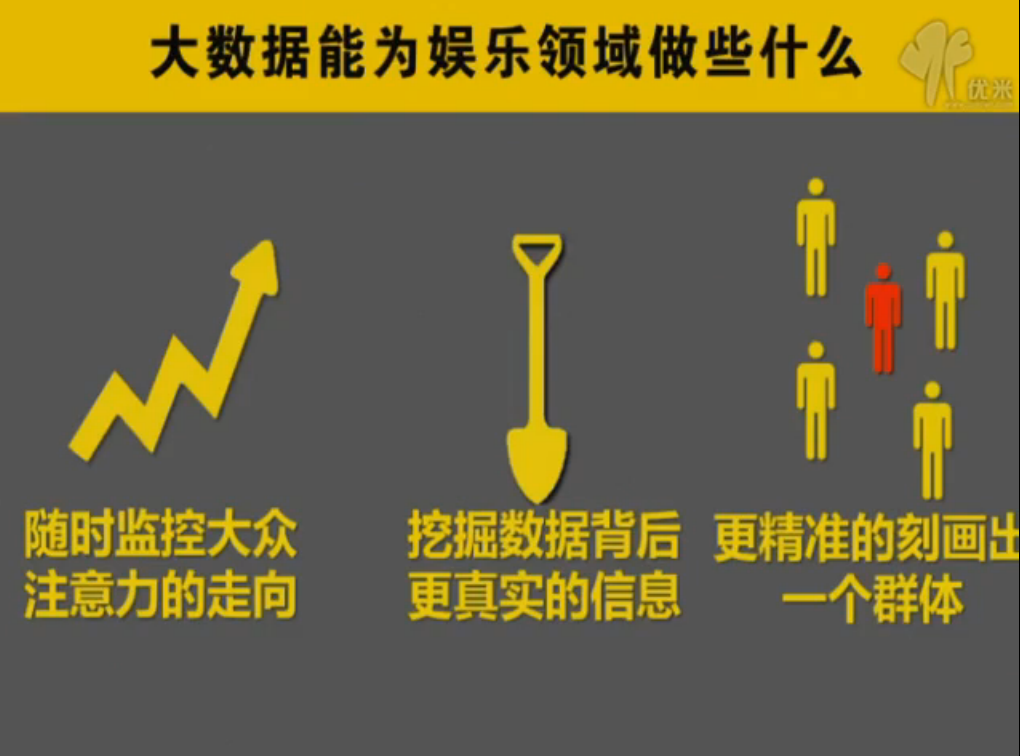 大数据能为娱乐领域做些什么
优米
随时监控大众
注意力的走向
挖掘数据背后
更真实的信息
更精准的刻画出
一个群体